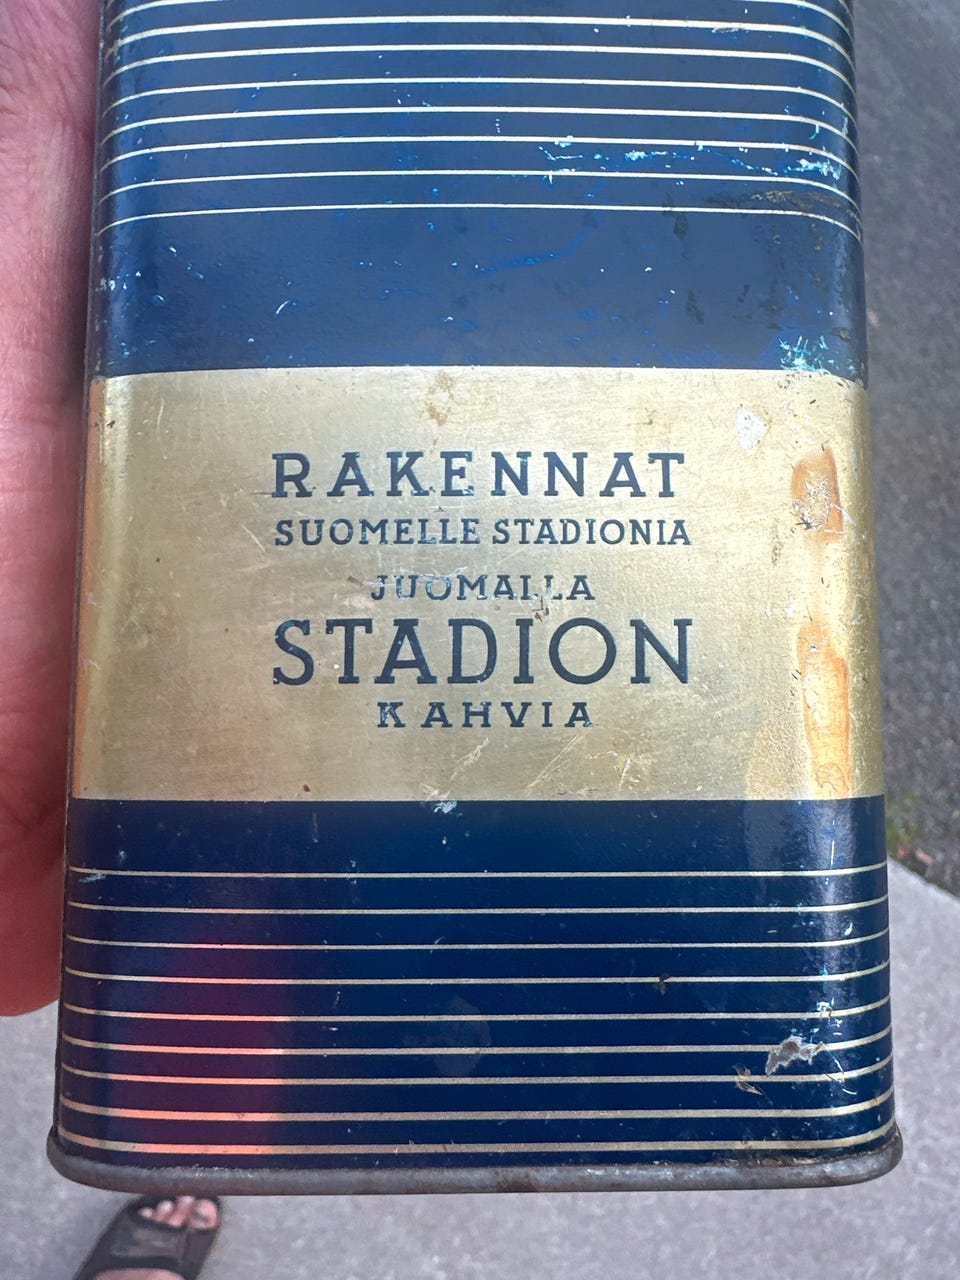 RAKENNAT
SUOMELLE STADIONIA
JUOMALLA
STADION
KAHVIA